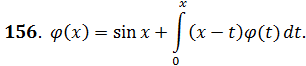 156. φ(x) = sin x + ∫₀ˣ (x − t)φ(t) dt.